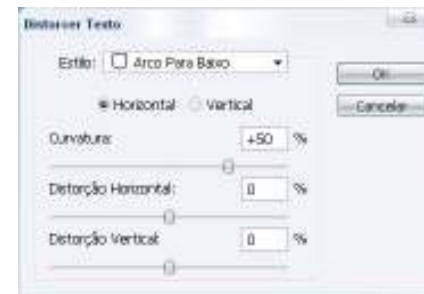 Distorcer Texto
Estilo: Arco Para Baixo
OK
Horizontal Vertical
Cancelar
Curvatura: +50 %
Distorção Horizontal: 0 %
Distorção Vertical: 0 %